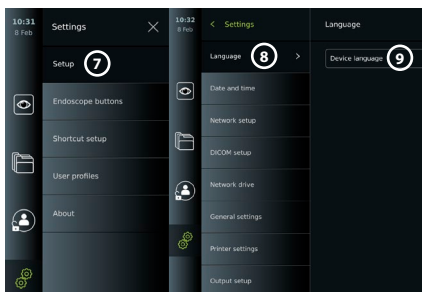 10:31
8 Feb
Settings
Setup
7
Endoscope buttons
Shortcut setup
User profiles
About
10:32
8 Feb
< Settings
Language
8
>
Date and time
Network setup
DICOM setup
Network drive
General settings
Printer settings
Output setup
Language
Device language
9